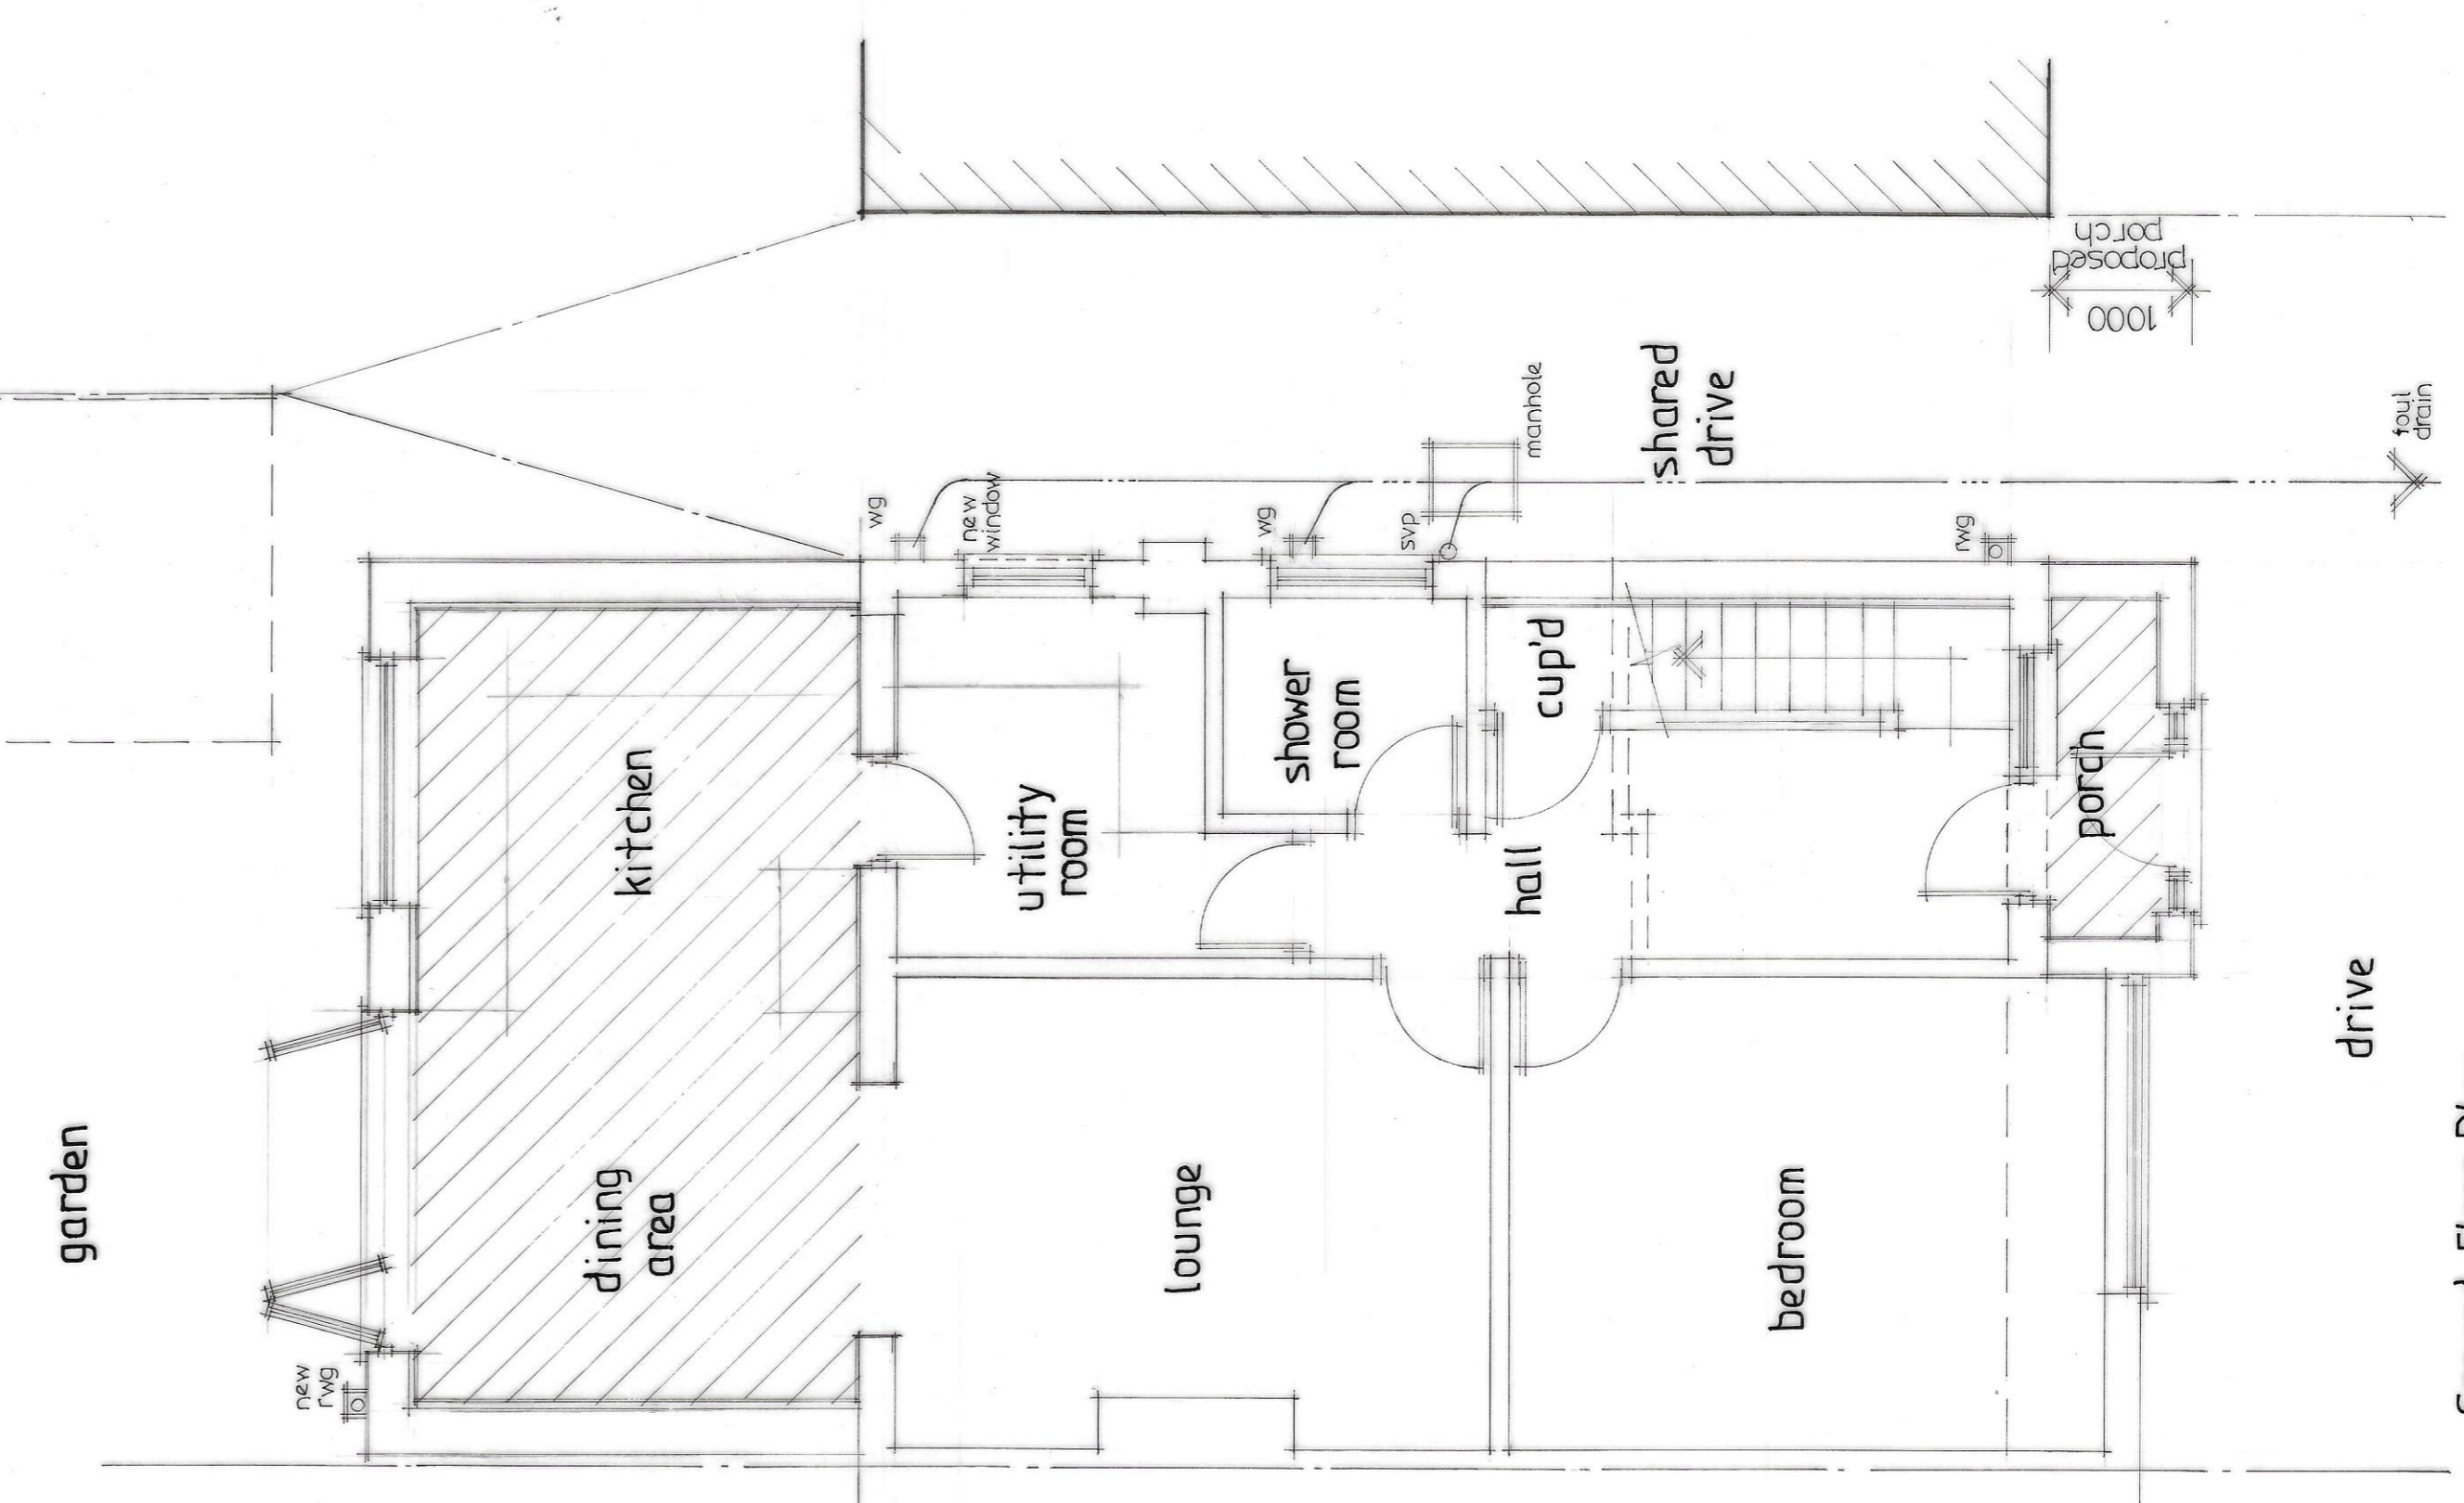 garden
new
rwg
kitchen
dining
area
wg
new
window
utility
room
lounge
wg
svp
shower
room
manhole
cup'd
hall
shared
drive
bedroom
rwg
porch
proposed
porch
1000
foul
drain
drive